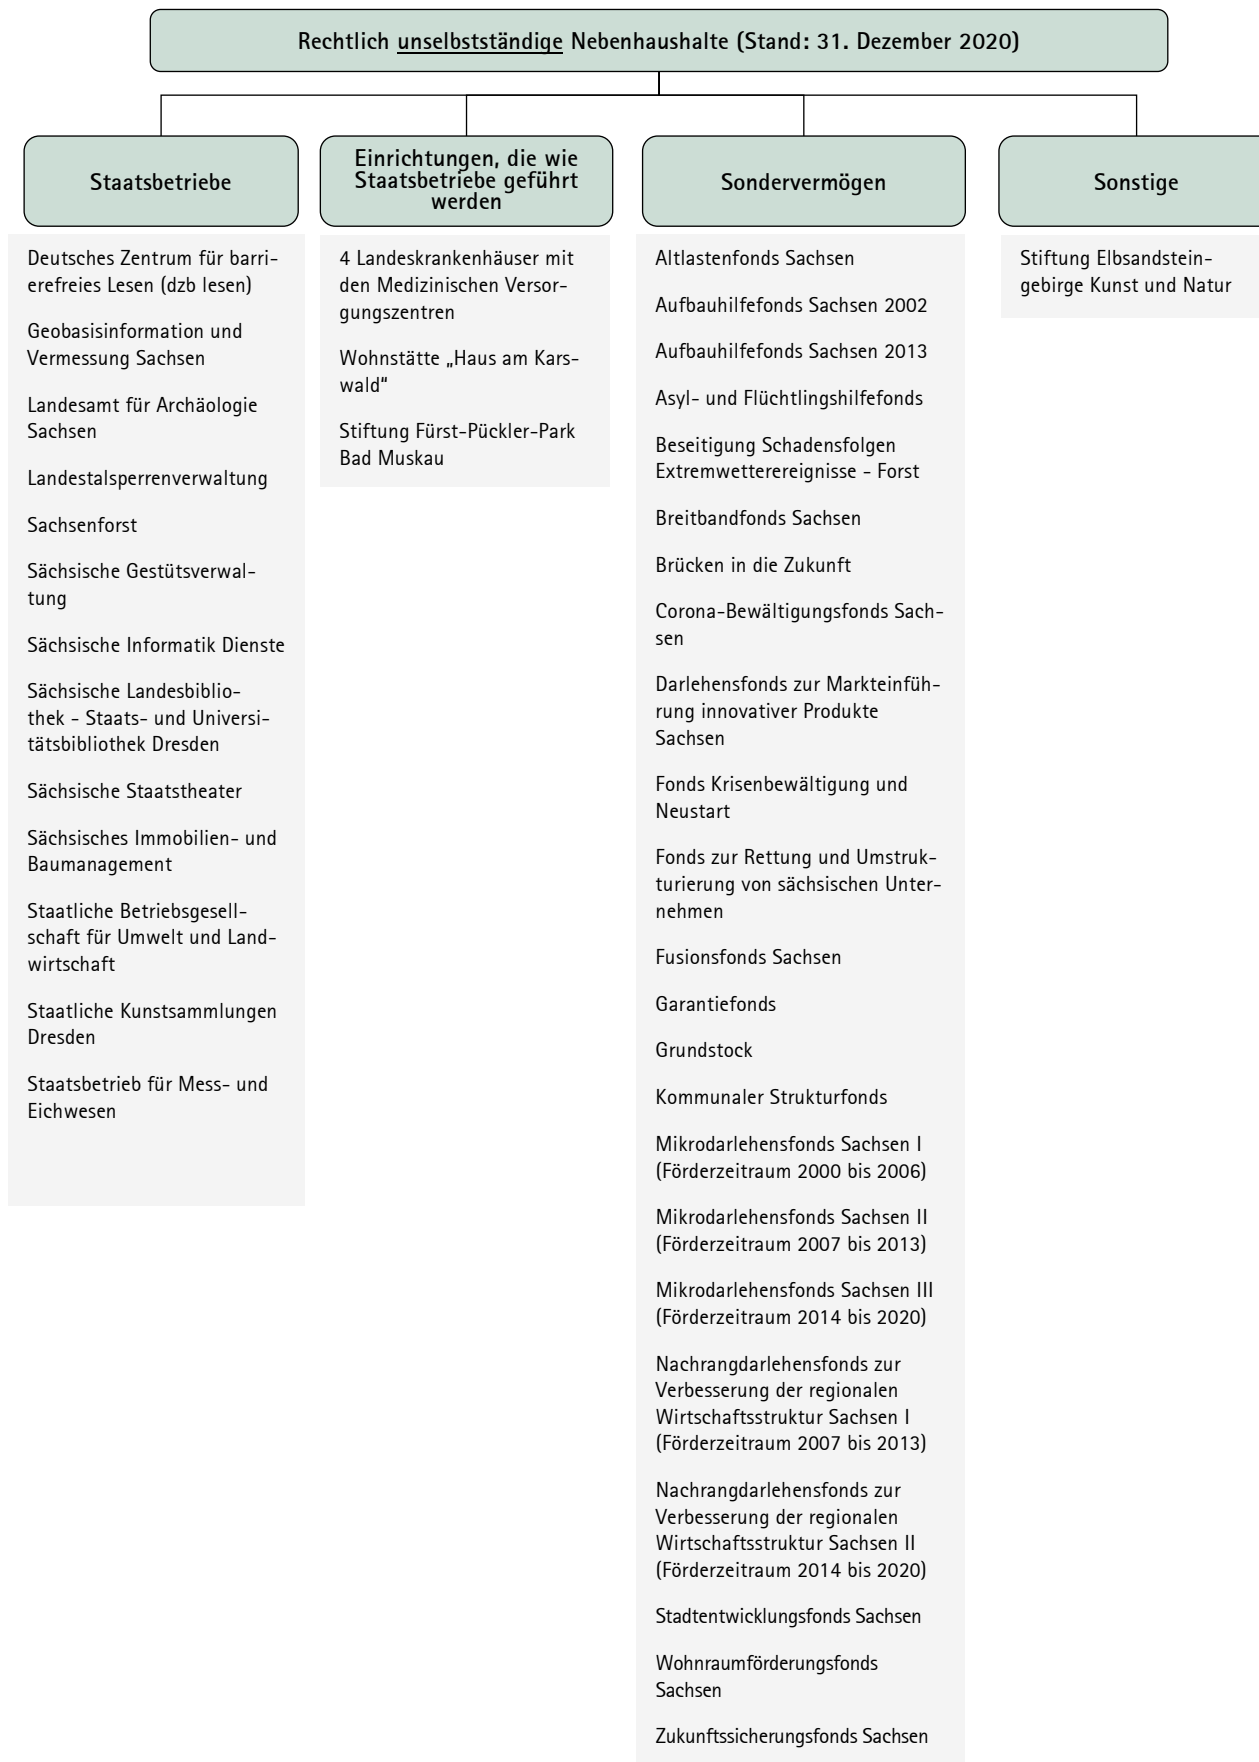 Rechtlich unselbstständige Nebenhaushalte (Stand: 31. Dezember 2020)
Staatsbetriebe
Deutsches Zentrum für barri-
erefreies Lesen (dzb lesen)
Geobasisinformation und
Vermessung Sachsen
Landesamt für Archäologie
Sachsen
Landestalsperrenverwaltung
Sachsenforst
Sächsische Gestütsverwal-
tung
Sächsische Informatik Dienste
Sächsische Landesbiblio-
thek - Staats- und Universi-
tätsbibliothek Dresden
Sächsische Staatstheater
Sächsisches Immobilien- und
Baumanagement
Staatliche Betriebsgesell-
schaft für Umwelt und Land-
wirtschaft
Staatliche Kunstsammlungen
Dresden
Staatsbetrieb für Mess- und
Eichwesen
Einrichtungen, die wie
Staatsbetriebe geführt
werden
4 Landeskrankenhäuser mit
den Medizinischen Versor-
gungszentren
Wohnstätte „Haus am Kars-
wald“
Stiftung Fürst-Pückler-Park
Bad Muskau
Sondervermögen
Altlastenfonds Sachsen
Aufbauhilfefonds Sachsen 2002
Aufbauhilfefonds Sachsen 2013
Asyl- und Flüchtlingshilfefonds
Beseitigung Schadensfolgen
Extremwetterereignisse - Forst
Breitbandfonds Sachsen
Brücken in die Zukunft
Corona-Bewältigungsfonds Sach-
sen
Darlehensfonds zur Markteinfüh-
rung innovativer Produkte
Sachsen
Fonds Krisenbewältigung und
Neustart
Fonds zur Rettung und Umstruk-
turierung von sächsischen Unter-
nehmen
Fusionsfonds Sachsen
Garantiefonds
Grundstock
Kommunaler Strukturfonds
Mikrodarlehensfonds Sachsen I
(Förderzeitraum 2000 bis 2006)
Mikrodarlehensfonds Sachsen II
(Förderzeitraum 2007 bis 2013)
Mikrodarlehensfonds Sachsen III
(Förderzeitraum 2014 bis 2020)
Nachrangdarlehensfonds zur
Verbesserung der regionalen
Wirtschaftsstruktur Sachsen I
(Förderzeitraum 2007 bis 2013)
Nachrangdarlehensfonds zur
Verbesserung der regionalen
Wirtschaftsstruktur Sachsen II
(Förderzeitraum 2014 bis 2020)
Stadtentwicklungsfonds Sachsen
Wohnraumförderungsfonds
Sachsen
Zukunftssicherungsfonds Sachsen
Sonstige
Stiftung Elbsandstein-
gebirge Kunst und Natur